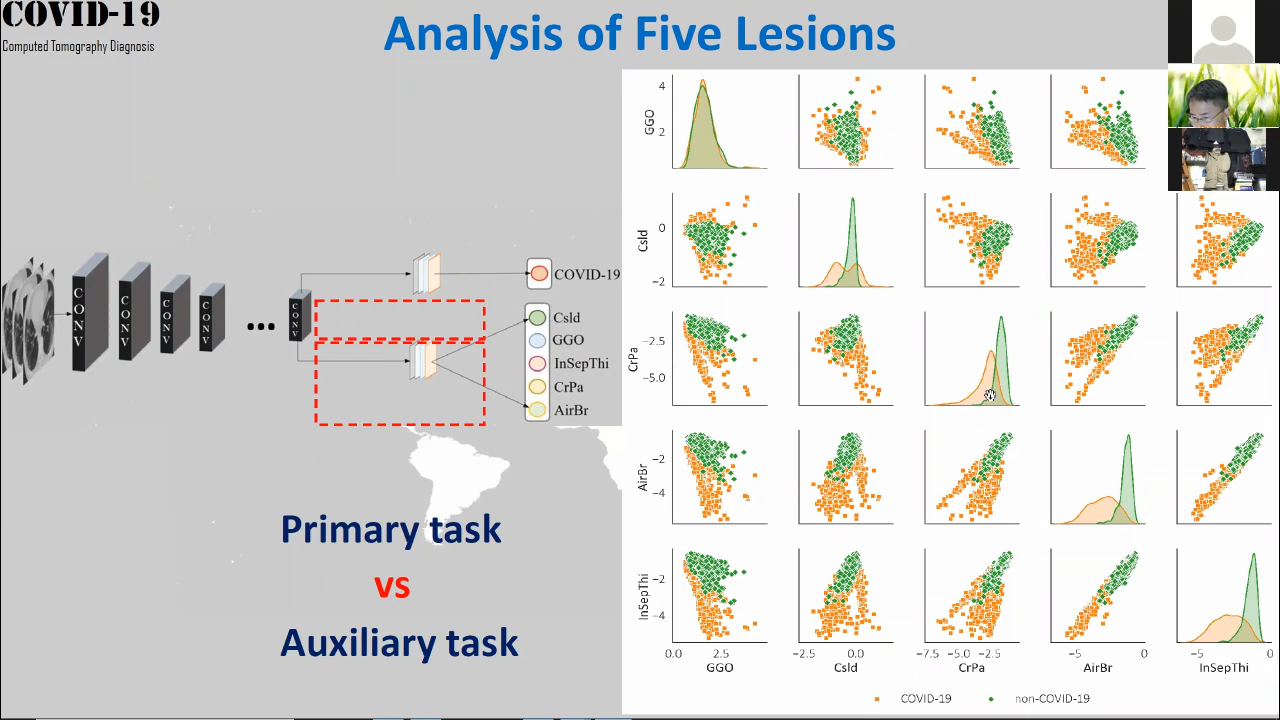 COVID-19
Computed Tomography Diagnosis
Analysis of Five Lesions
CONV
CONV
CONV
CONV
CONV
COVID-19
Csld
GGO
InSepThi
CrPa
AirBr
Primary task
vs
Auxiliary task
GGO
4
2
Csld
0
−2
CrPa
−2.5
−5.0
AirBr
−2
−4
InSepThi
−2
−4
0.0 2.5
GGO
−2.5 0.0
Csld
−7.5 −5.0 −2.5
CrPa
−5 0
AirBr
−5 0
InSepThi
COVID-19 non-COVID-19